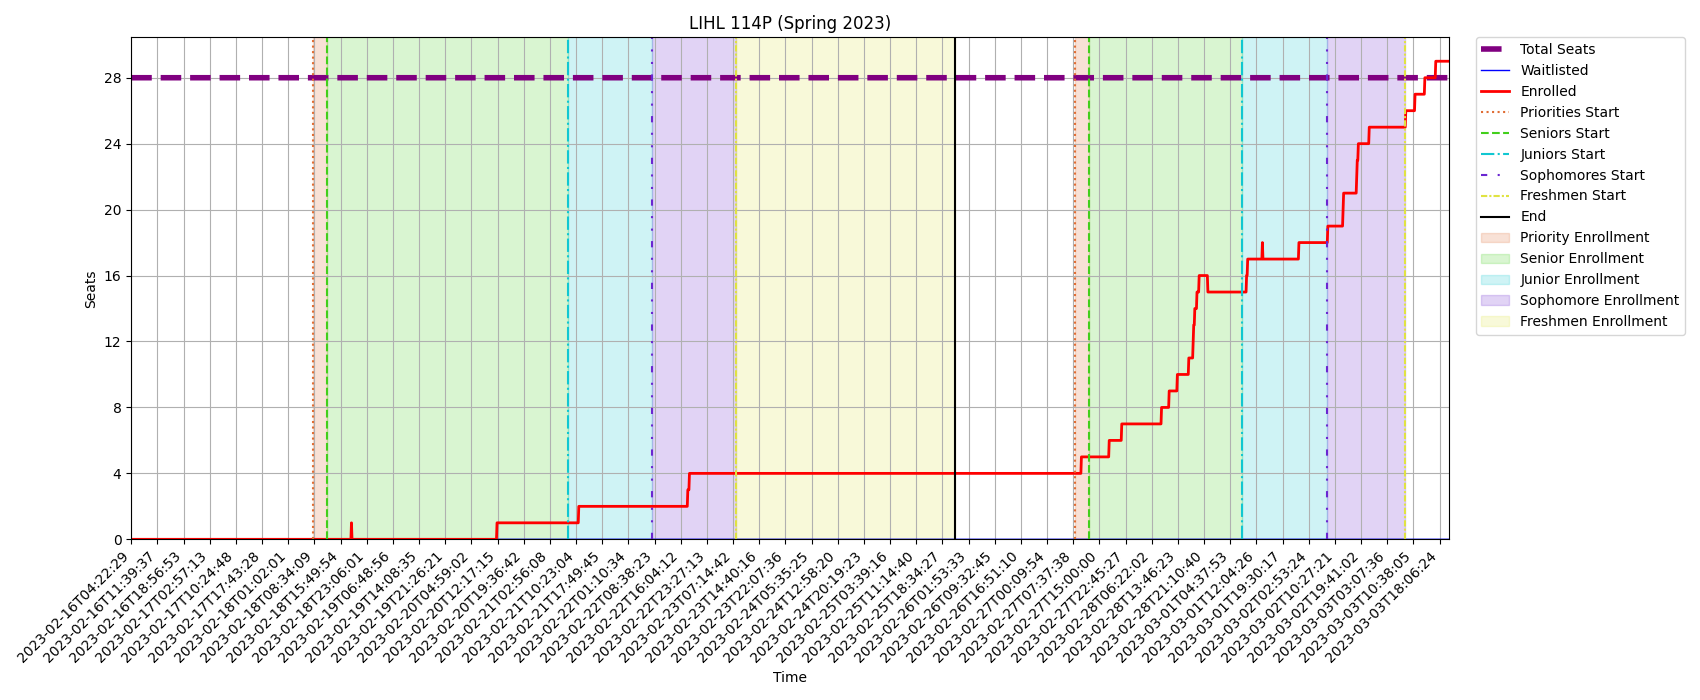 LIHL 114P (Spring 2023)
Total Seats
Waitlisted
Enrolled
Priorities Start
Seniors Start
Juniors Start
Sophomores Start
Freshmen Start
End
Priority Enrollment
Senior Enrollment
Junior Enrollment
Sophomore Enrollment
Freshmen Enrollment
Seats
28
24
20
16
12
8
4
0
2023-02-16T04:22:29
2023-02-16T11:39:37
2023-02-16T18:56:53
2023-02-17T02:57:13
2023-02-17T10:24:48
2023-02-17T17:43:28
2023-02-18T01:02:01
2023-02-18T08:34:09
2023-02-18T15:49:54
2023-02-18T23:06:01
2023-02-19T06:48:56
2023-02-19T14:08:35
2023-02-19T21:26:21
2023-02-20T04:59:02
2023-02-20T12:17:15
2023-02-20T19:36:42
2023-02-21T02:56:08
2023-02-21T10:23:04
2023-02-21T17:49:45
2023-02-22T01:10:34
2023-02-22T08:38:23
2023-02-22T16:04:12
2023-02-22T23:27:13
2023-02-23T07:14:42
2023-02-23T14:40:16
2023-02-23T22:07:36
2023-02-24T05:35:25
2023-02-24T12:58:20
2023-02-24T20:19:23
2023-02-25T03:39:16
2023-02-25T11:14:40
2023-02-25T18:34:27
2023-02-26T01:53:33
2023-02-26T09:32:45
2023-02-26T16:51:10
2023-02-27T00:09:54
2023-02-27T07:37:38
2023-02-27T15:00:00
2023-02-27T22:45:27
2023-02-28T06:22:02
2023-02-28T13:46:23
2023-02-28T21:10:40
2023-03-01T04:37:53
2023-03-01T12:04:26
2023-03-01T19:30:17
2023-03-02T02:53:24
2023-03-02T10:27:21
2023-03-02T19:41:02
2023-03-03T03:07:36
2023-03-03T10:38:05
2023-03-03T18:06:24
Time